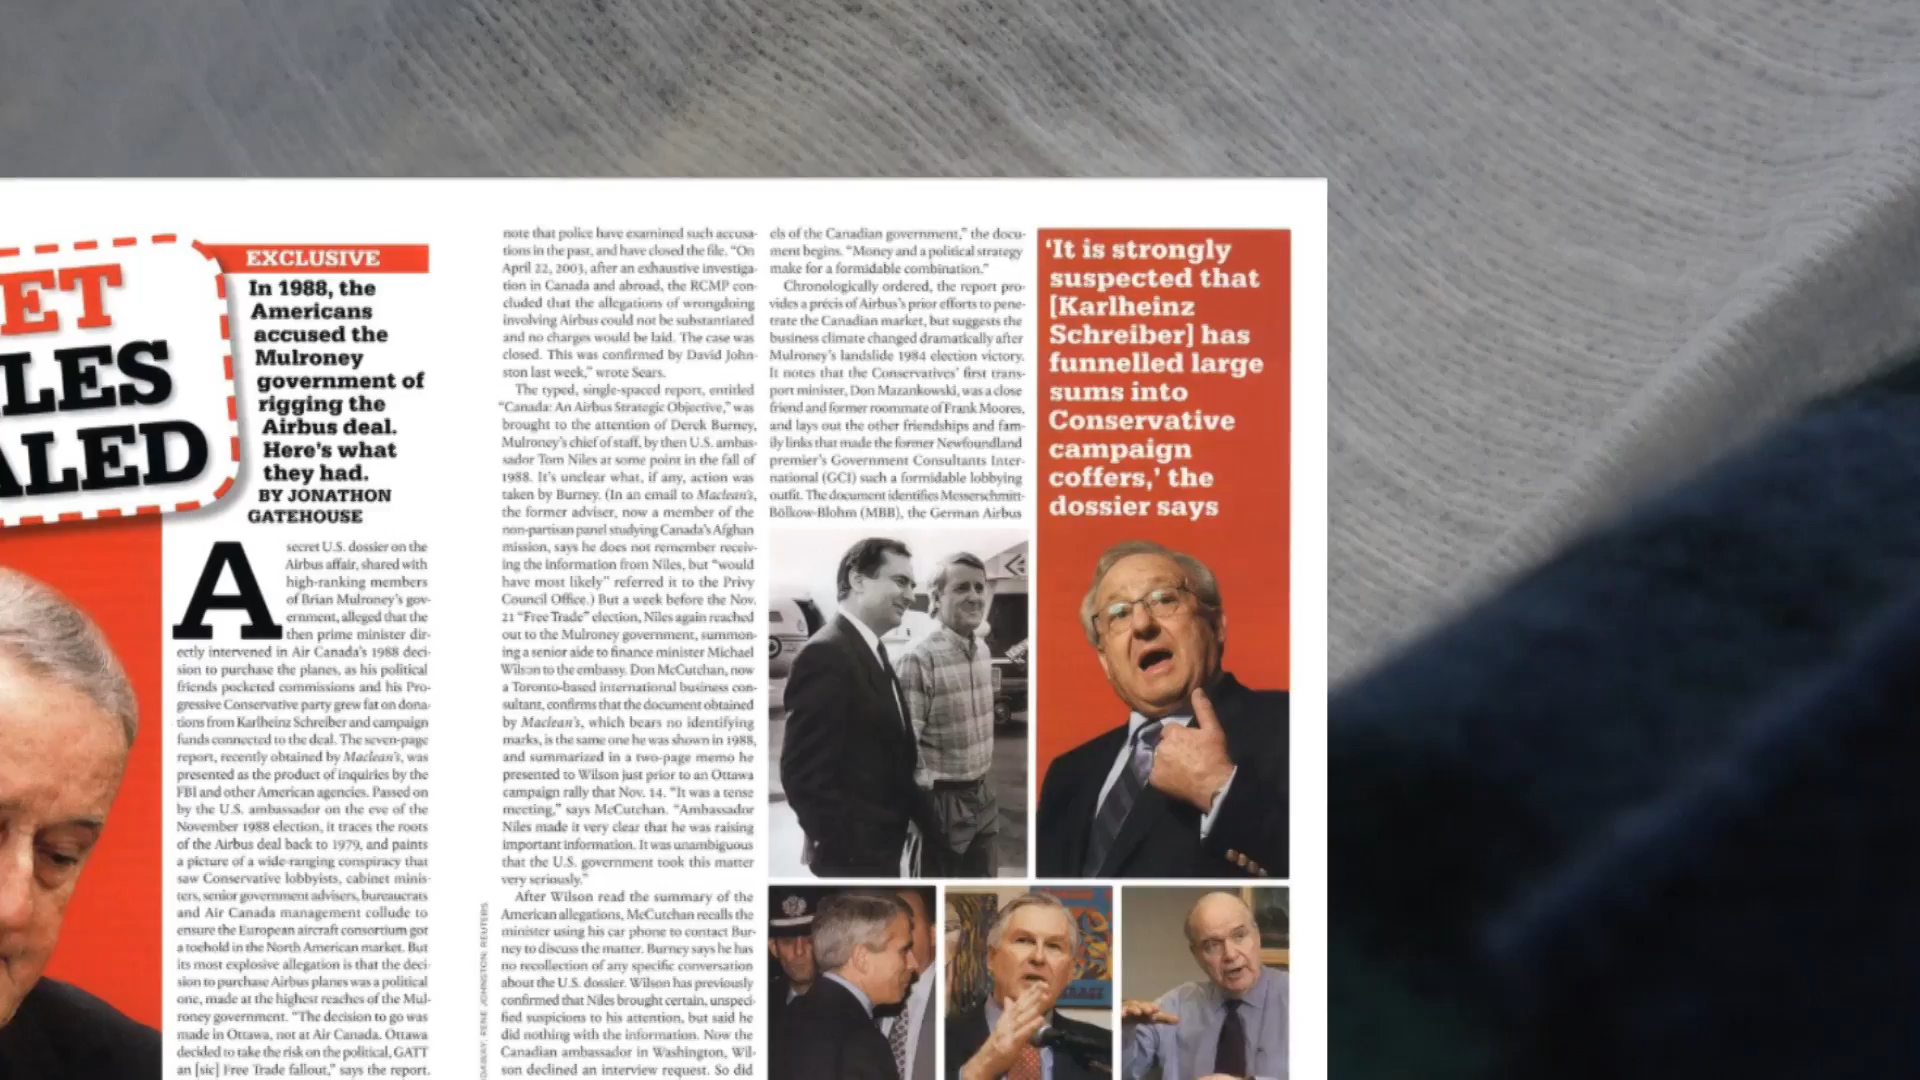 ET
LES
ALED
EXCLUSIVE
In 1988, the
Americans
accused the
Mulroney
government of
rigging the
Airbus deal.
Here's what
they had.
BY JONATHON
GATEHOUSE
A secret U.S. dossier on the
Airbus affair, shared with
high-ranking members
of Brian Mulroney's gov-
ernment, alleged that the
then prime minister dir-
ectly intervened in Air Canada's 1988 deci-
sion to purchase the planes, as his political
friends pocketed commissions and his Pro-
gressive Conservative party grew fat on dona-
tions from Karlheinz Schreiber and campaign
funds connected to the deal. The seven-page
report, recently obtained by Maclean's, was
presented as the product of inquiries by the
FBI and other American agencies. Passed on
by the U.S. ambassador on the eve of the
November 1988 election, it traces the roots
of the Airbus deal back to 1979, and paints
a picture of a wide-ranging conspiracy that
saw Conservative lobbyists, cabinet minis-
ters, senior government advisers, bureaucrats
and Air Canada management collude to
ensure the European aircraft consortium got
a toehold in the North American market. But
its most explosive allegation is that the deci-
sion to purchase Airbus planes was a political
one, made at the highest reaches of the Mul-
roney government. "The decision to go was
made in Ottawa, not at Air Canada. Ottawa
decided to take the risk on the political, GATT
an [sic] Free Trade fallout," says the report.
note that police have examined such accusa-
tions in the past, and have closed the file. "On
April 22, 2003, after an exhaustive investiga-
tion in Canada and abroad, the RCMP con-
cluded that the allegations of wrongdoing
involving Airbus could not be substantiated
and no charges would be laid. The case was
closed. This was confirmed by David John-
ston last week," wrote Sears.
The typed, single-spaced report, entitled
"Canada: An Airbus Strategic Objective," was
brought to the attention of Derek Burney,
Mulroney's chief of staff, by then U.S. ambas-
sador Tom Niles at some point in the fall of
1988. It's unclear what, if any, action was
taken by Burney. (In an email to Maclean's,
the former adviser, now a member of the
non-partisan panel studying Canada's Afghan
mission, says he does not remember receiv-
ing the information from Niles, but "would
have most likely" referred it to the Privy
Council Office.) But a week before the Nov.
21 "Free Trade" election, Niles again reached
out to the Mulroney government, summon-
ing a senior aide to finance minister Michael
Wilson to the embassy. Don McCutchan, now
a Toronto-based international business con-
sultant, confirms that the document obtained
by Maclean's, which bears no identifying
marks, is the same one he was shown in 1988,
and summarized in a two-page memo he
presented to Wilson just prior to an Ottawa
campaign rally that Nov. 14. "It was a tense
meeting," says McCutchan. "Ambassador
Niles made it very clear that he was raising
important information. It was unambiguous
that the U.S. government took this matter
very seriously."
After Wilson read the summary of the
American allegations, McCutchan recalls the
minister using his car phone to contact Bur-
ney to discuss the matter. Burney says he has
no recollection of any specific conversation
about the U.S. dossier. Wilson has previously
confirmed that Niles brought certain, unspeci-
fied suspicions to his attention, but said he
did nothing with the information. Now the
Canadian ambassador in Washington, Wil-
son declined an interview request. So did
els of the Canadian government," the docu-
ment begins. "Money and a political strategy
make for a formidable combination."
Chronologically ordered, the report pro-
vides a précis of Airbus's prior efforts to pene-
trate the Canadian market, but suggests the
business climate changed dramatically after
Mulroney's landslide 1984 election victory.
It notes that the Conservatives' first trans-
port minister, Don Mazankowski, was a close
friend and former roommate of Frank Moores,
and lays out the other friendships and fam-
ily links that made the former Newfoundland
premier's Government Consultants Inter-
national (GCI) such a formidable lobbying
outfit. The document identifies Messerschmitt-
Bölkow-Blohm (MBB), the German Airbus
'It is strongly
suspected that
[Karlheinz
Schreiber] has
funnelled large
sums into
Conservative
campaign
coffers,' the
dossier says
RENE JOHNSTON; REUTERS